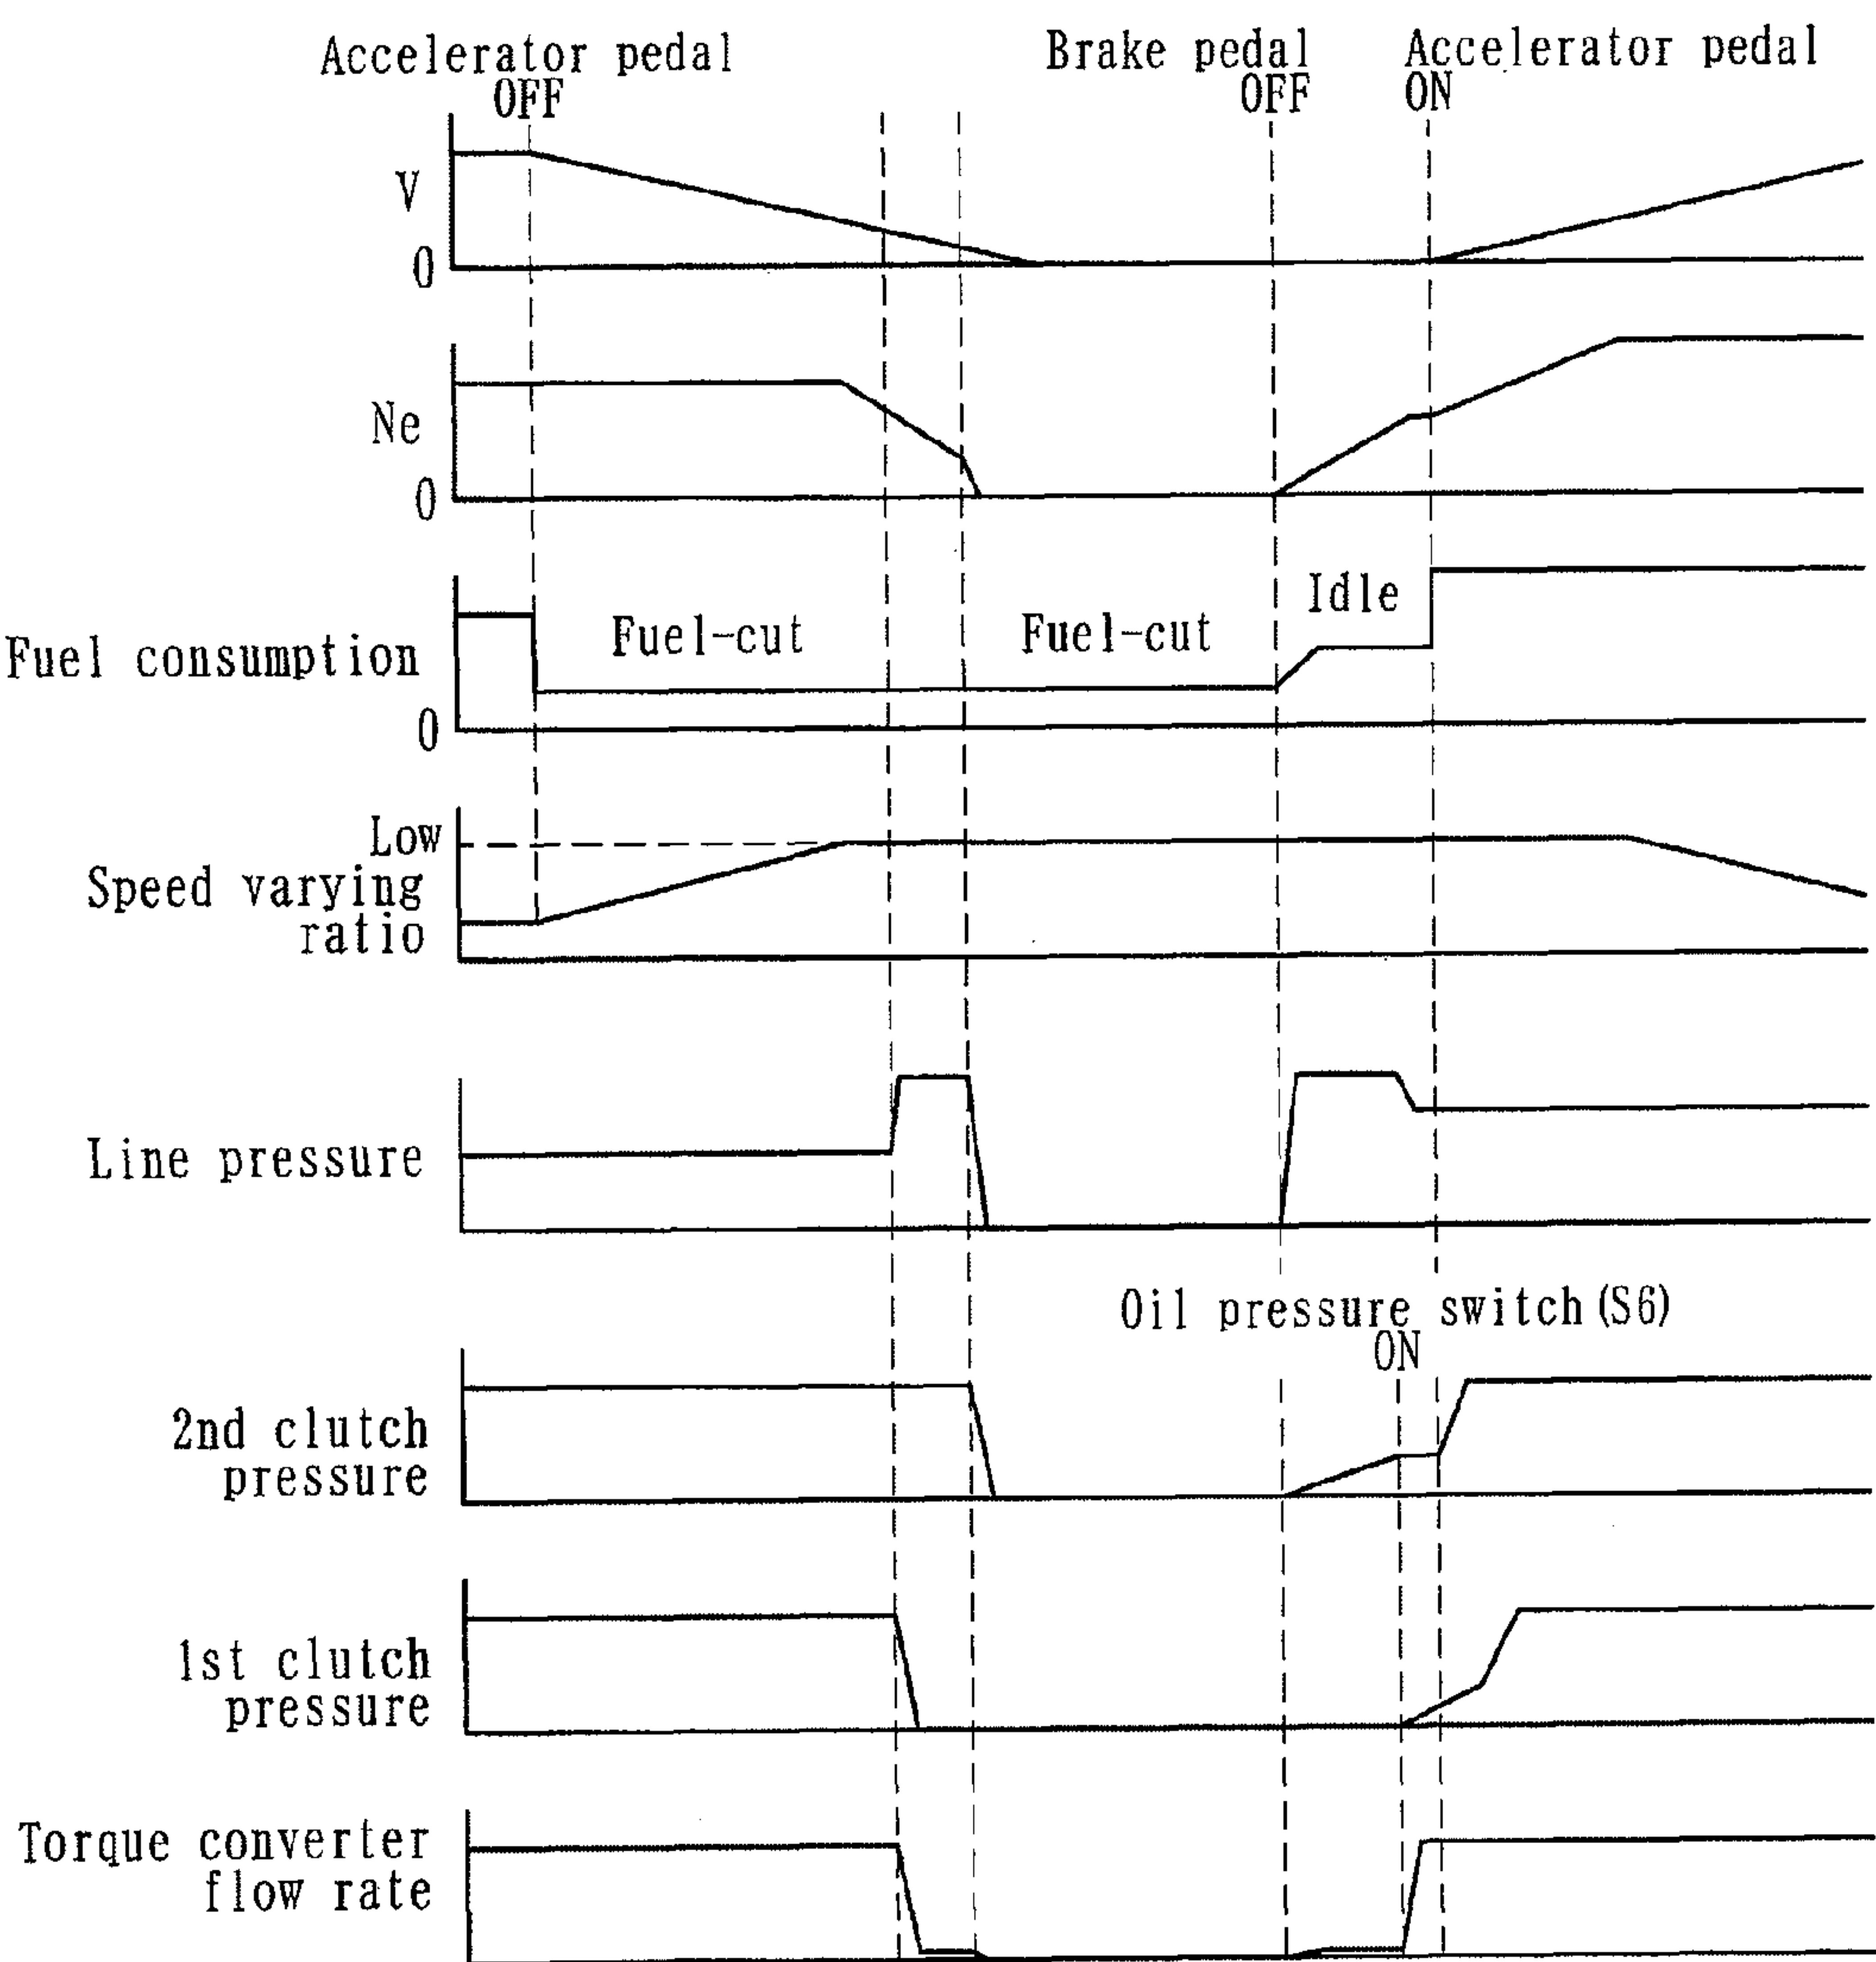 Accelerator pedal
OFF
Brake pedal
OFF
Accelerator pedal
ON
V
0
Ne
0
Fuel consumption
0
Fuel-cut
Fuel-cut
Idle
Low
Speed varying
ratio
Line pressure
Oil pressure switch(S6)
ON
2nd clutch
pressure
1st clutch
pressure
Torque converter
flow rate